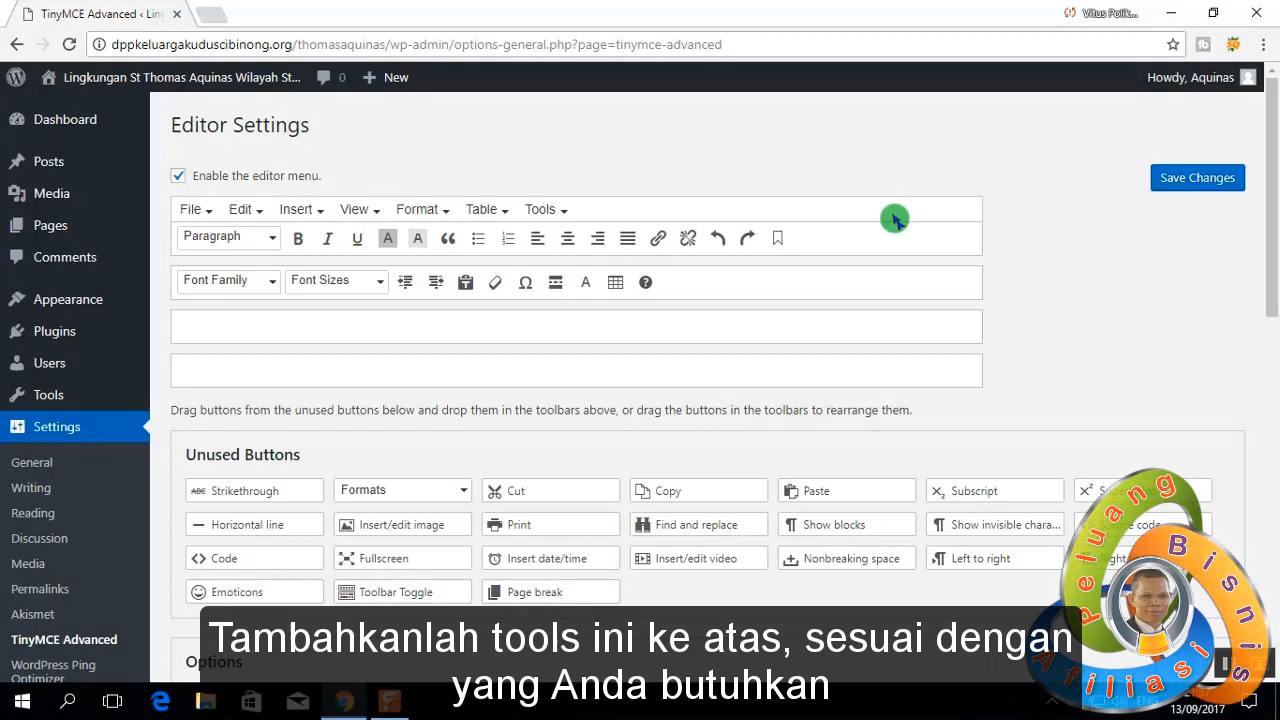 TinyMCE Advanced ‹ Lin
Vitus Polik...
dppkeluargakuduscibinong.org/thomasaquinas/wp-admin/options-general.php?page=tinymce-advanced
Lingkungan St Thomas Aquinas Wilayah St... 0 New Howdy, Aquinas
Dashboard
Posts
Media
Pages
Comments
Appearance
Plugins
Users
Tools
Settings
General
Writing
Reading
Discussion
Media
Permalinks
Akismet
TinyMCE Advanced
WordPress Ping
Optimizer
Editor Settings
Enable the editor menu.
Save Changes
File Edit Insert View Format Table Tools
Paragraph B I U A A
Font Family Font Sizes Ω A
Drag buttons from the unused buttons below and drop them in the toolbars above, or drag the buttons in the toolbars to rearrange them.
Unused Buttons
ABC Strikethrough Formats Cut Copy Paste X₂ Subscript X²
Horizontal line Insert/edit image Print Find and replace Show blocks Show invisible chara...
Code Fullscreen Insert date/time Insert/edit video Nonbreaking space Left to right
Emoticons Toolbar Toggle Page break
Options
Tambahkanlah tools ini ke atas, sesuai dengan
yang Anda butuhkan
Peluang
Bisnis
Afiliasi
13/09/2017